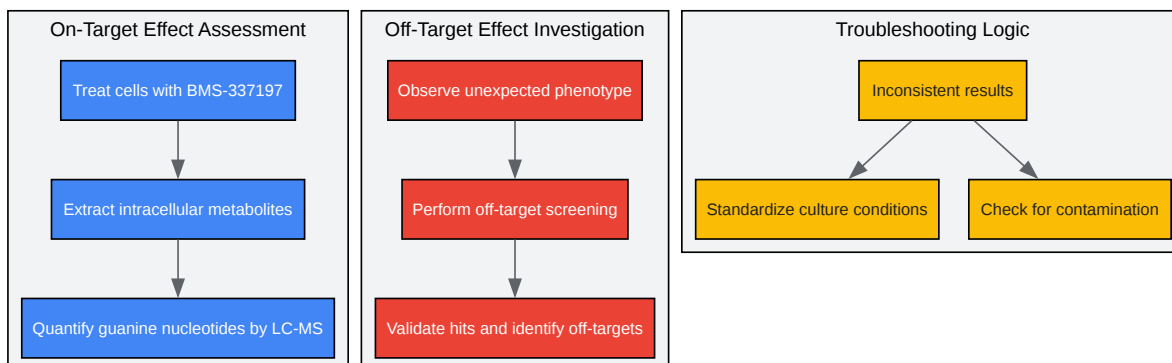 On-Target Effect Assessment
Treat cells with BMS-337197
Extract intracellular metabolites
Quantify guanine nucleotides by LC-MS
Off-Target Effect Investigation
Observe unexpected phenotype
Perform off-target screening
Validate hits and identify off-targets
Troubleshooting Logic
Inconsistent results
Standardize culture conditions
Check for contamination